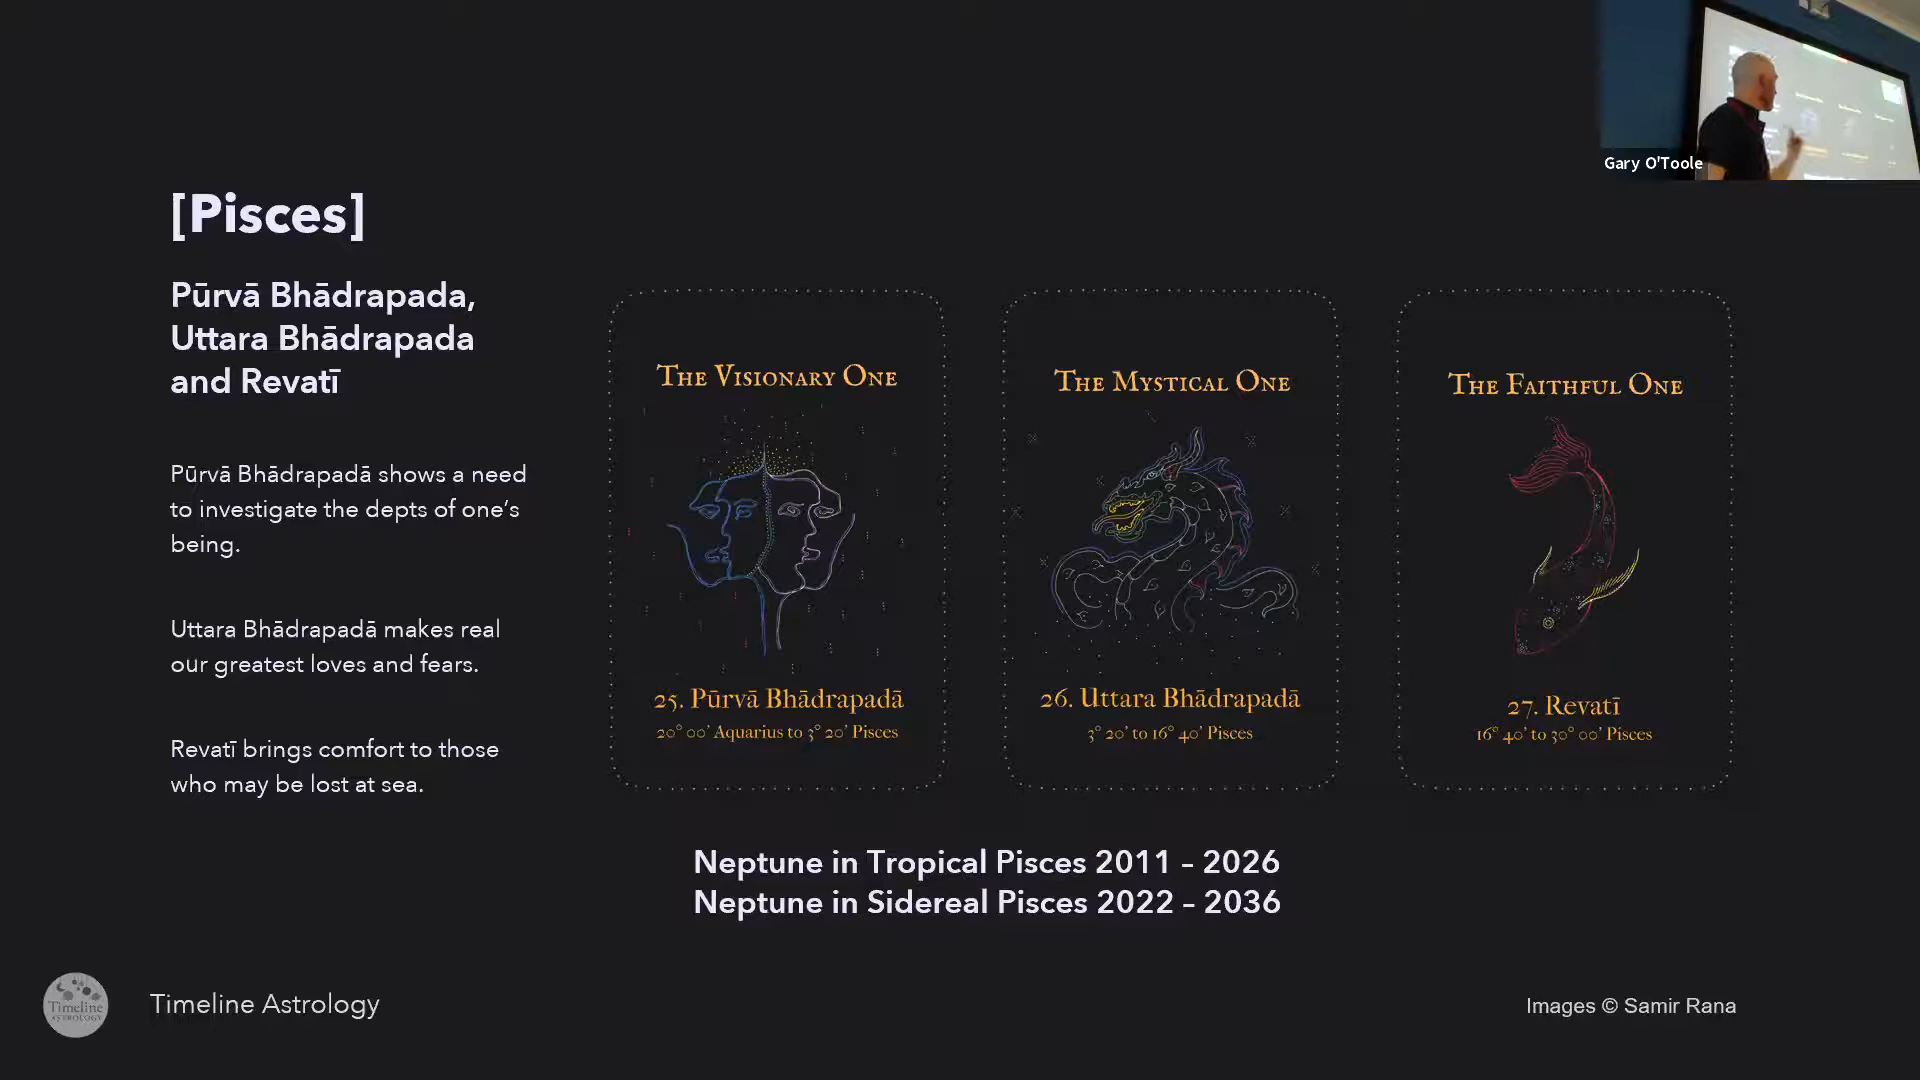 Gary O'Toole
[Pisces]
Pūrvā Bhādrapada,
Uttara Bhādrapada
and Revatī
Pūrvā Bhādrapadā shows a need
to investigate the depts of one’s
being.
Uttara Bhādrapadā makes real
our greatest loves and fears.
Revatī brings comfort to those
who may be lost at sea.
The Visionary One
25. Pūrvā Bhādrapadā
20° 00’ Aquarius to 3° 20’ Pisces
The Mystical One
26. Uttara Bhādrapadā
3° 20’ to 16° 40’ Pisces
The Faithful One
27. Revatī
16° 40’ to 30° 00’ Pisces
Neptune in Tropical Pisces 2011 – 2026
Neptune in Sidereal Pisces 2022 – 2036
Timeline
ASTROLOGY
Timeline Astrology
Images © Samir Rana